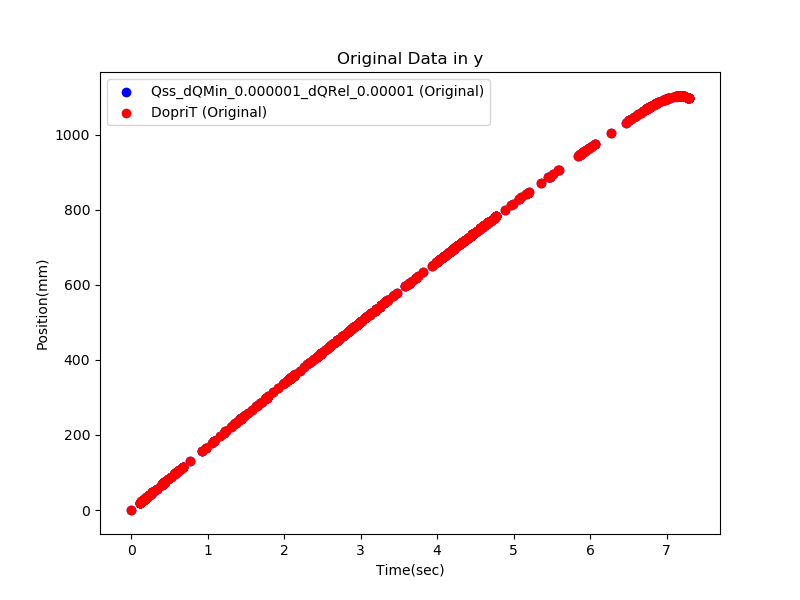 Original Data in y
Qss_dQMin_0.000001_dQRel_0.00001 (Original)
DopriT (Original)
1000
800
600
400
200
0
Position(mm)
0 1 2 3 4 5 6 7
Time(sec)